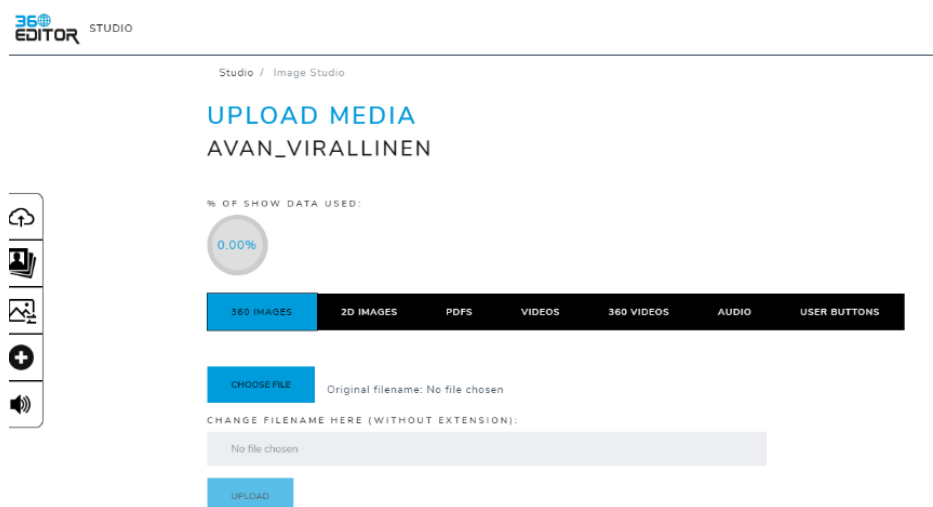 360 EDITOR STUDIO
Studio / Image Studio
UPLOAD MEDIA
AVAN_VIRALLINEN
% OF SHOW DATA USED:
0.00%
360 IMAGES 2D IMAGES PDFS VIDEOS 360 VIDEOS AUDIO USER BUTTONS
CHOOSE FILE Original filename: No file chosen
CHANGE FILENAME HERE (WITHOUT EXTENSION):
No file chosen
UPLOAD